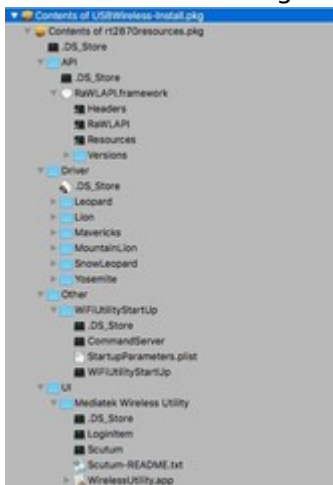 Contents of USBWireless-Install.pkg
Contents of rt2870resources.pkg
.DS_Store
API
.DS_Store
RaWLAPI.framework
Headers
RaWLAPI
Resources
Versions
Driver
.DS_Store
Leopard
Lion
Mavericks
MountainLion
SnowLeopard
Yosemite
Other
WiFiUtilityStartUp
.DS_Store
CommandServer
StartupParameters.plist
WiFiUtilityStartUp
UI
Mediatek Wireless Utility
.DS_Store
LoginItem
Scutum
Scutum-README.txt
WirelessUtility.app